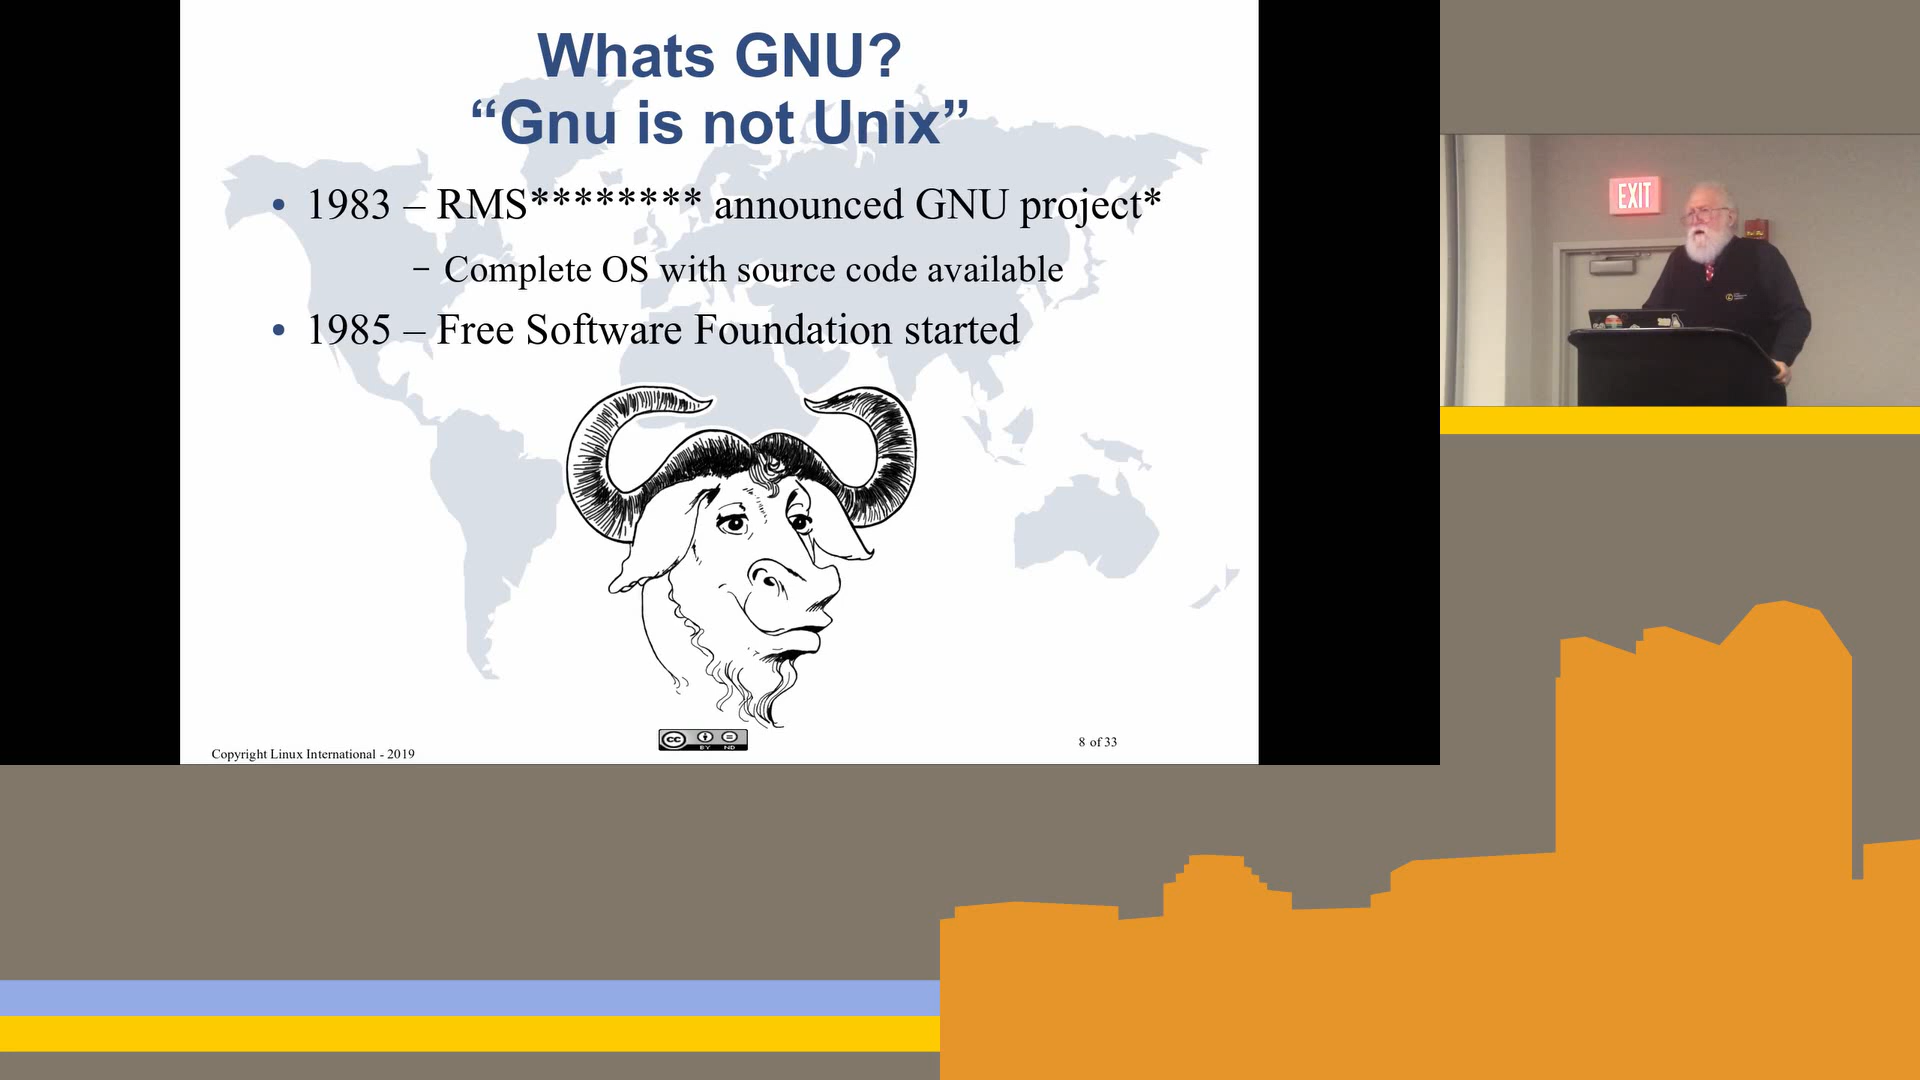 Whats GNU?
“Gnu is not Unix”
• 1983 – RMS******** announced GNU project*
– Complete OS with source code available
• 1985 – Free Software Foundation started
EXIT
cc BY ND
Copyright Linux International - 2019
8 of 33